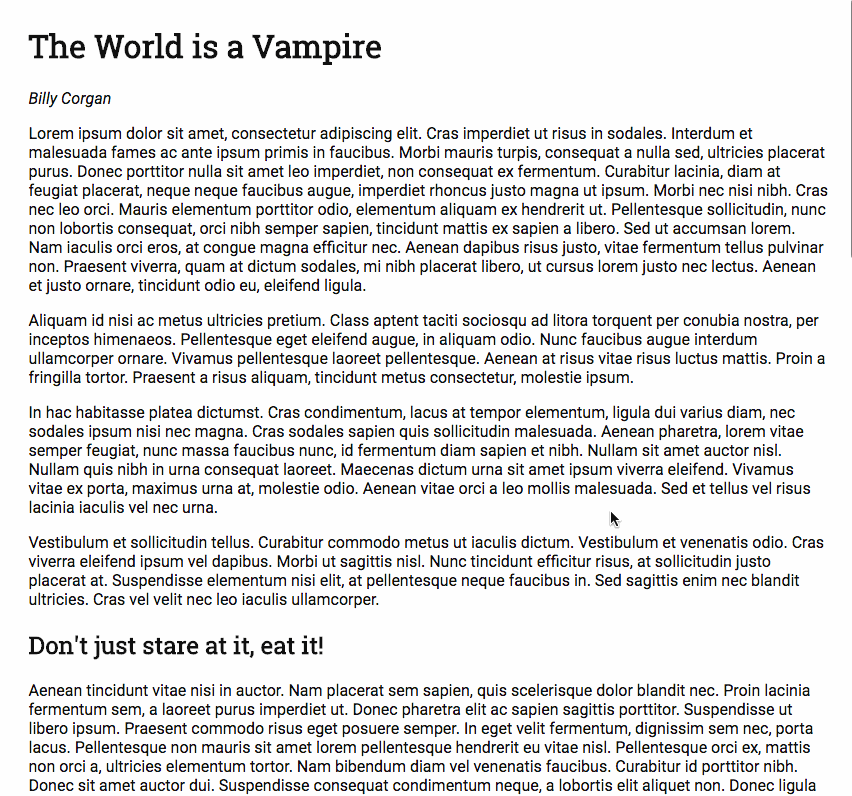 The World is a Vampire
Billy Corgan
Lorem ipsum dolor sit amet, consectetur adipiscing elit. Cras imperdiet ut risus in sodales. Interdum et
malesuada fames ac ante ipsum primis in faucibus. Morbi mauris turpis, consequat a nulla sed, ultricies placerat
purus. Donec porttitor nulla sit amet leo imperdiet, non consequat ex fermentum. Curabitur lacinia, diam at
feugiat placerat, neque neque faucibus augue, imperdiet rhoncus justo magna ut ipsum. Morbi nec nisi nibh. Cras
nec leo orci. Mauris elementum porttitor odio, elementum aliquam ex hendrerit ut. Pellentesque sollicitudin, nunc
non lobortis consequat, orci nibh semper sapien, tincidunt mattis ex sapien a libero. Sed ut accumsan lorem.
Nam iaculis orci eros, at congue magna efficitur nec. Aenean dapibus risus justo, vitae fermentum tellus pulvinar
non. Praesent viverra, quam at dictum sodales, mi nibh placerat libero, ut cursus lorem justo nec lectus. Aenean
et justo ornare, tincidunt odio eu, eleifend ligula.
Aliquam id nisi ac metus ultricies pretium. Class aptent taciti sociosqu ad litora torquent per conubia nostra, per
inceptos himenaeos. Pellentesque eget eleifend augue, in aliquam odio. Nunc faucibus augue interdum
ullamcorper ornare. Vivamus pellentesque laoreet pellentesque. Aenean at risus vitae risus luctus mattis. Proin a
fringilla tortor. Praesent a risus aliquam, tincidunt metus consectetur, molestie ipsum.
In hac habitasse platea dictumst. Cras condimentum, lacus at tempor elementum, ligula dui varius diam, nec
sodales ipsum nisi nec magna. Cras sodales sapien quis sollicitudin malesuada. Aenean pharetra, lorem vitae
semper feugiat, nunc massa faucibus nunc, id fermentum diam sapien et nibh. Nullam sit amet auctor nisl.
Nullam quis nibh in urna consequat laoreet. Maecenas dictum urna sit amet ipsum viverra eleifend. Vivamus
vitae ex porta, maximus urna at, molestie odio. Aenean vitae orci a leo mollis malesuada. Sed et tellus vel risus
lacinia iaculis vel nec urna.
Vestibulum et sollicitudin tellus. Curabitur commodo metus ut iaculis dictum. Vestibulum et venenatis odio. Cras
viverra eleifend ipsum vel dapibus. Morbi ut sagittis nisl. Nunc tincidunt efficitur risus, at sollicitudin justo
placerat at. Suspendisse elementum nisi elit, at pellentesque neque faucibus in. Sed sagittis enim nec blandit
ultricies. Cras vel velit nec leo iaculis ullamcorper.
Don't just stare at it, eat it!
Aenean tincidunt vitae nisi in auctor. Nam placerat sem sapien, quis scelerisque dolor blandit nec. Proin lacinia
fermentum sem, a laoreet purus imperdiet ut. Donec pharetra elit ac sapien sagittis porttitor. Suspendisse ut
libero ipsum. Praesent commodo risus eget posuere semper. In eget velit fermentum, dignissim sem nec, porta
lacus. Pellentesque non mauris sit amet lorem pellentesque hendrerit eu vitae nisl. Pellentesque orci ex, mattis
non orci a, ultricies elementum tortor. Nam bibendum diam vel venenatis faucibus. Curabitur id porttitor nibh.
Donec sit amet auctor dui. Suspendisse consequat condimentum neque, a lobortis elit aliquet non. Donec ligula